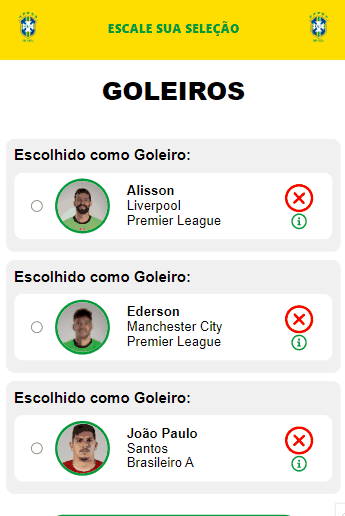 ESCALE SUA SELEÇÃO
GOLEIROS
Escolhido como Goleiro:
Alisson
Liverpool
Premier League
Escolhido como Goleiro:
Ederson
Manchester City
Premier League
Escolhido como Goleiro:
João Paulo
Santos
Brasileiro A